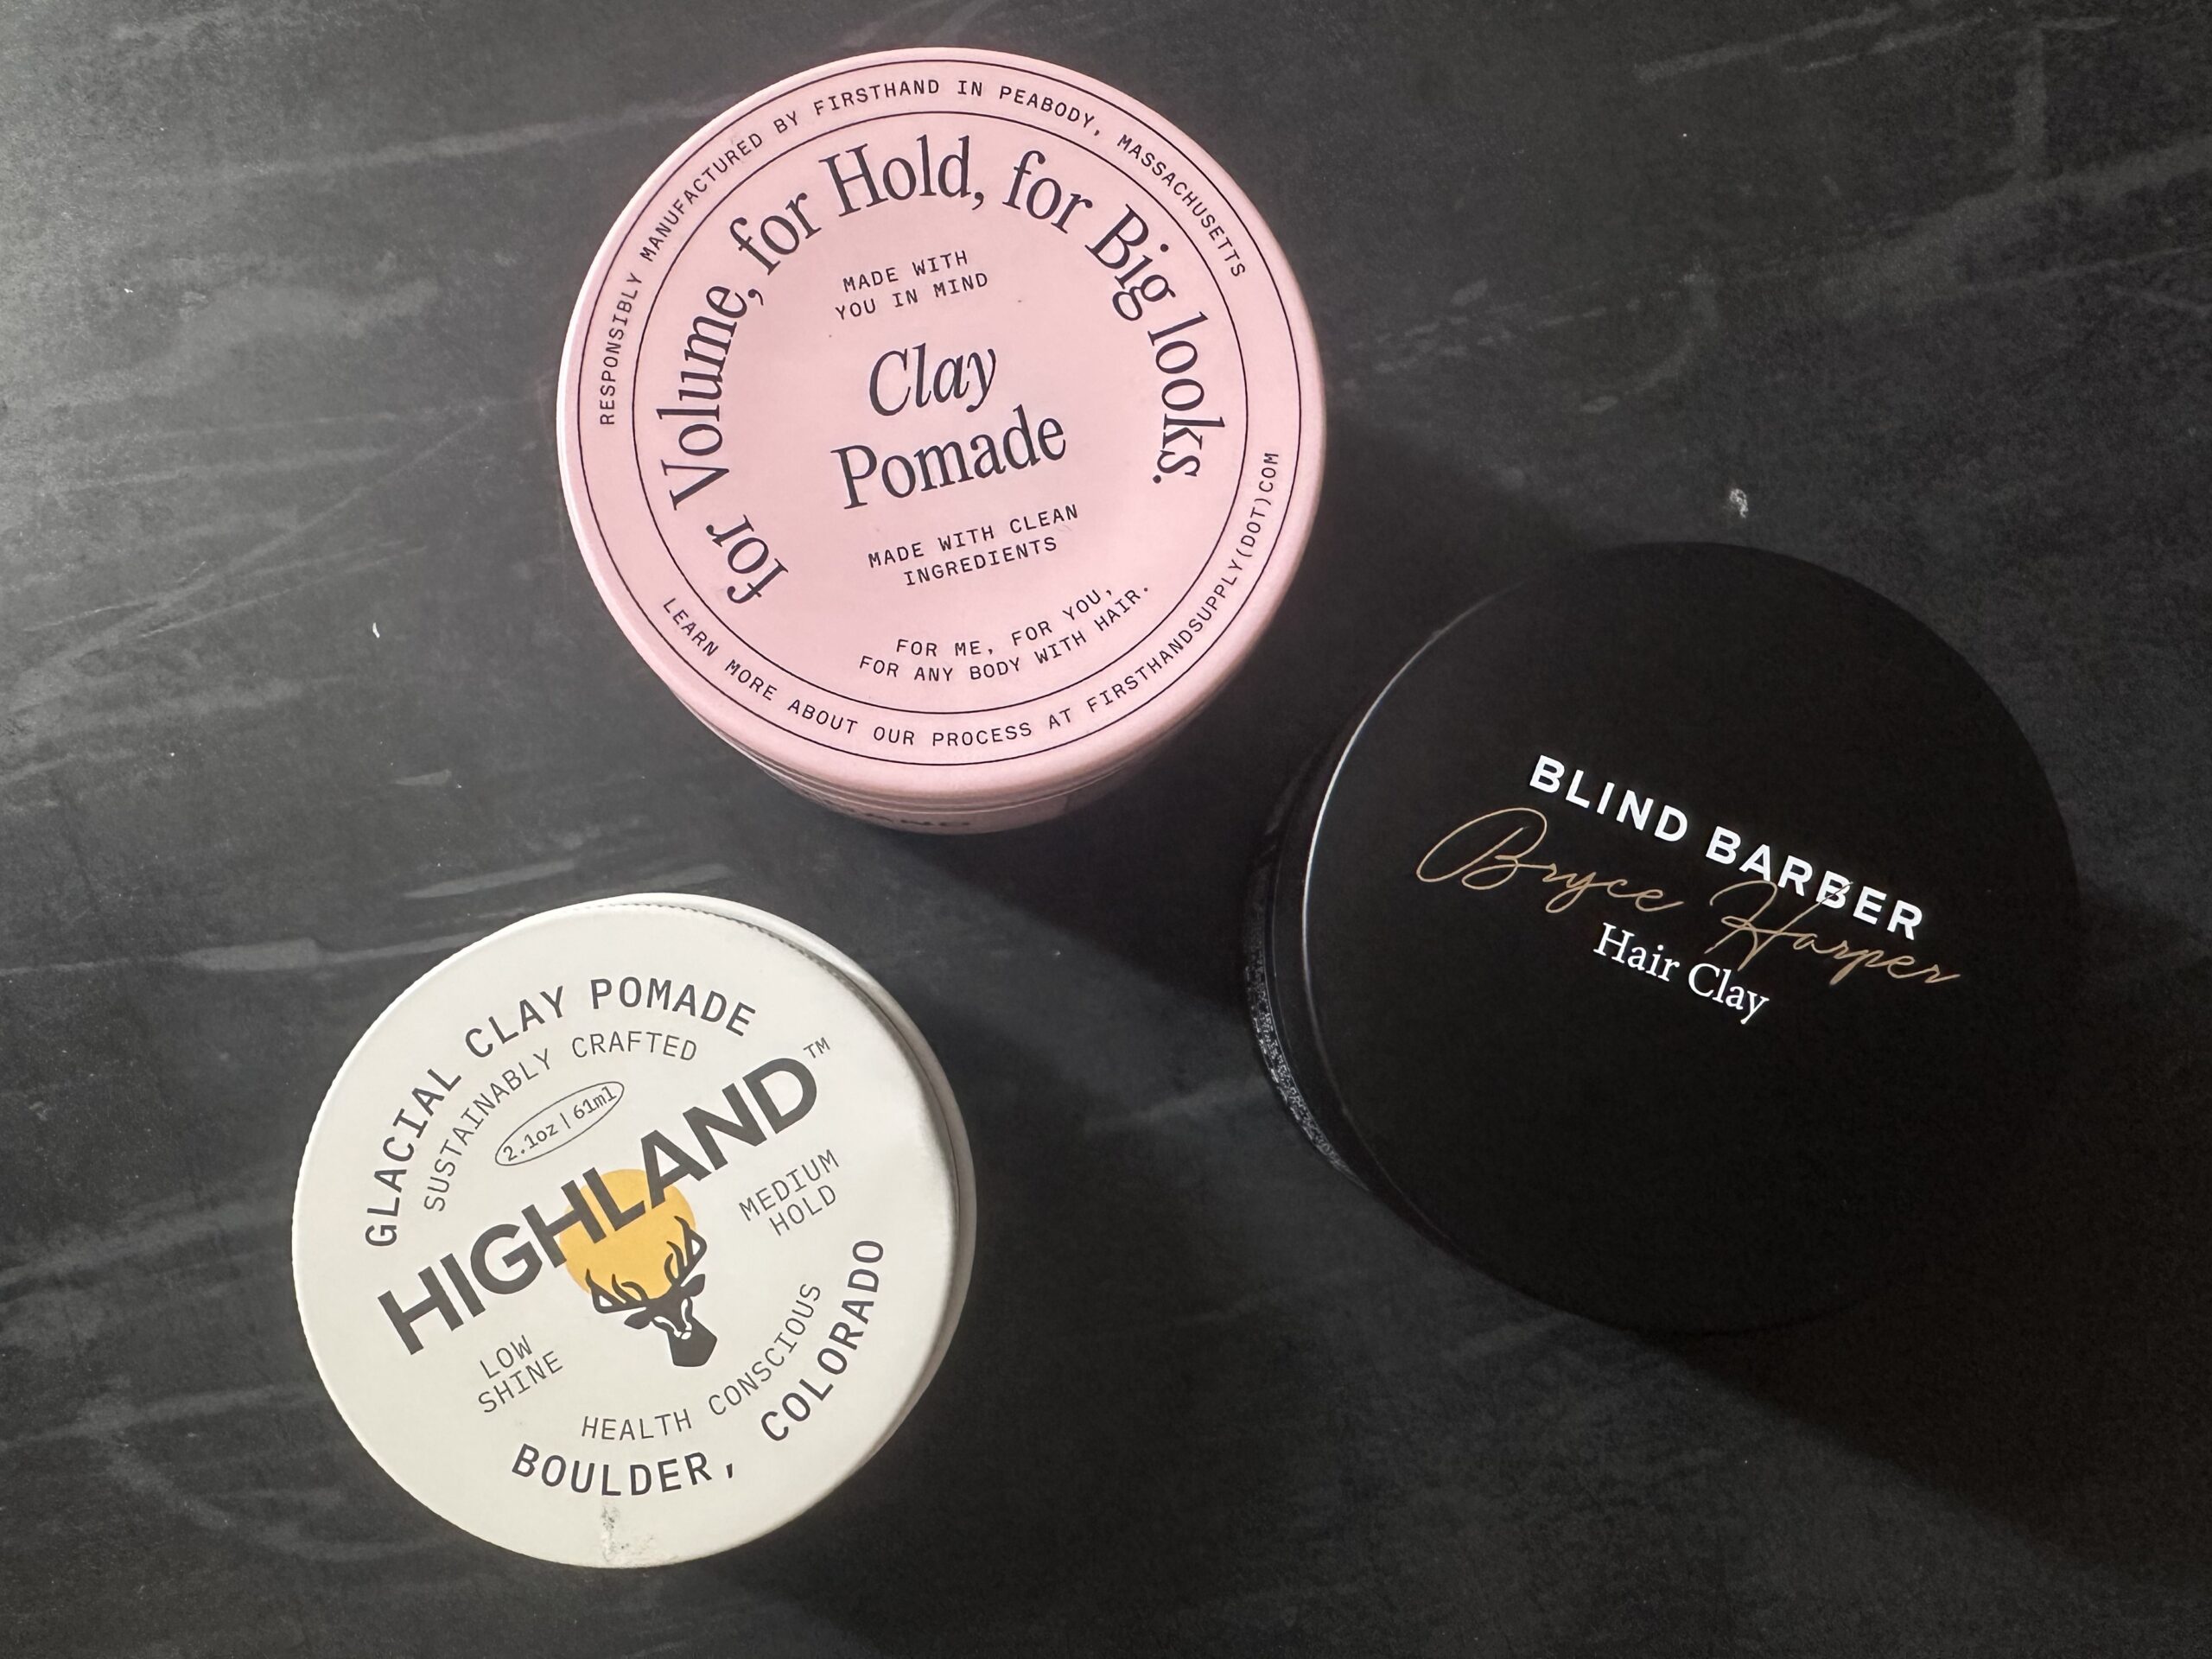 RESPONSIBLY MANUFACTURED BY FIRSTHAND IN PEABODY, MASSACHUSETTS
for Volume, for Hold, for Big looks.
MADE WITH
YOU IN MIND
Clay
Pomade
MADE WITH CLEAN
INGREDIENTS
FOR ME, FOR YOU,
FOR ANY BODY WITH HAIR.
LEARN MORE ABOUT OUR PROCESS AT FIRSTHANDSUPPLY(DOT)COM
BLIND BARBER
Bryce Harper
Hair Clay
GLACIAL CLAY POMADE
SUSTAINABLY CRAFTED
2.1oz | 61ml
HIGHLAND™
MEDIUM
HOLD
LOW
SHINE
HEALTH CONSCIOUS
BOULDER, COLORADO